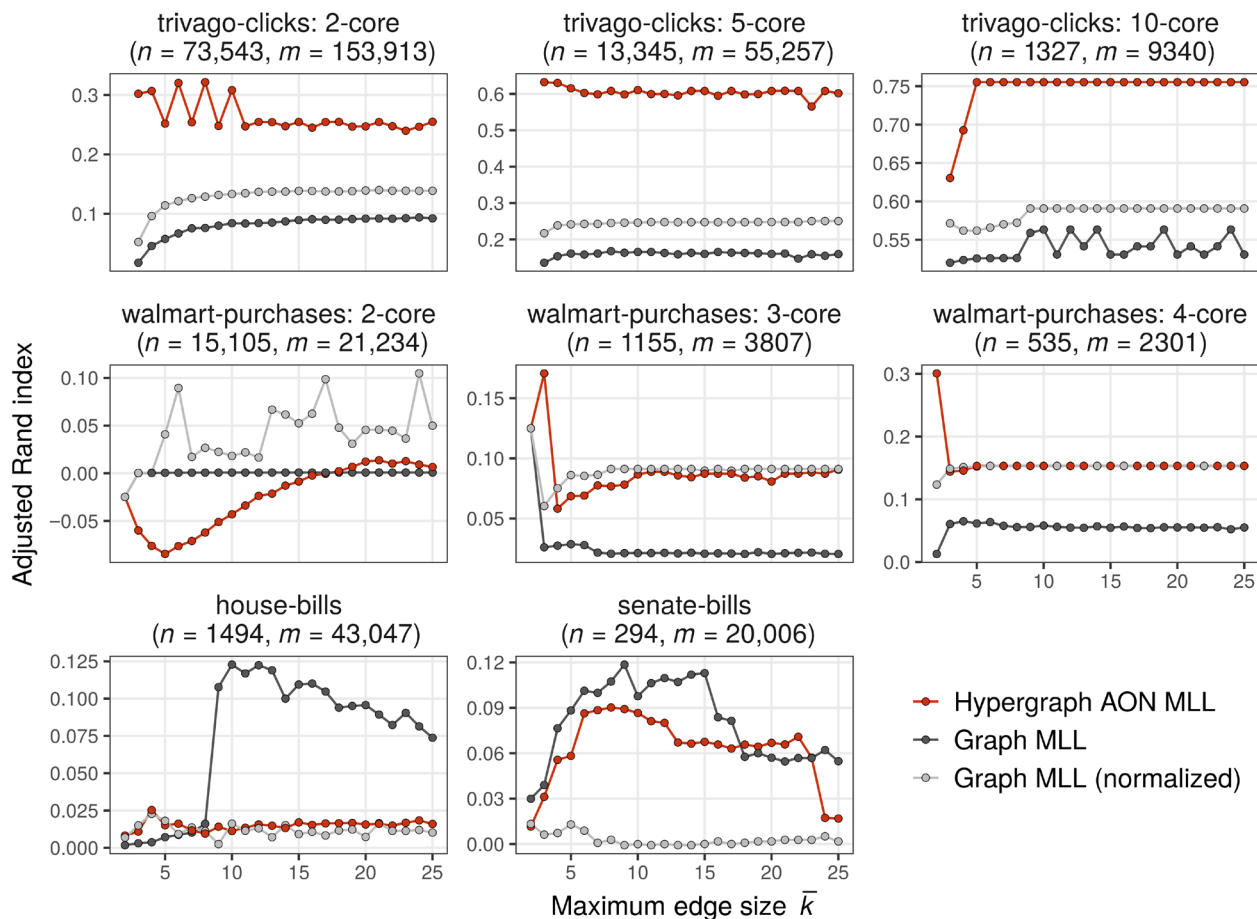 trivago-clicks: 2-core
(n = 73,543, m = 153,913)
trivago-clicks: 5-core
(n = 13,345, m = 55,257)
trivago-clicks: 10-core
(n = 1327, m = 9340)
0.3
0.2
0.1
0.6
0.5
0.4
0.3
0.2
0.75
0.70
0.65
0.60
0.55
walmart-purchases: 2-core
(n = 15,105, m = 21,234)
walmart-purchases: 3-core
(n = 1155, m = 3807)
walmart-purchases: 4-core
(n = 535, m = 2301)
Adjusted Rand index
0.10
0.05
0.00
−0.05
0.15
0.10
0.05
0.3
0.2
0.1
0.0
5 10 15 20 25
house-bills
(n = 1494, m = 43,047)
senate-bills
(n = 294, m = 20,006)
0.125
0.100
0.075
0.050
0.025
0.000
5 10 15 20 25
0.12
0.09
0.06
0.03
0.00
5 10 15 20 25
Hypergraph AON MLL
Graph MLL
Graph MLL (normalized)
Maximum edge size k̄